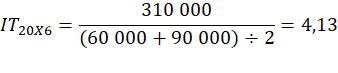 IT₂₀ₓ₆ = 310 000 / ((60 000 + 90 000) ÷ 2) = 4,13